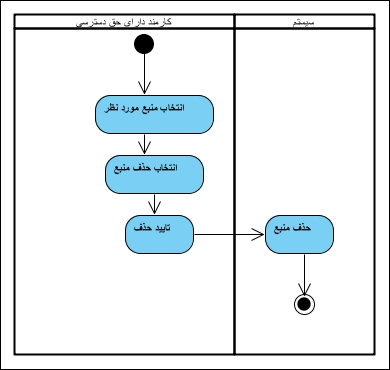 کارمند دارای حق دسترسی
سیستم
انتخاب منبع مورد نظر
انتخاب حذف منبع
تایید حذف
حذف منبع